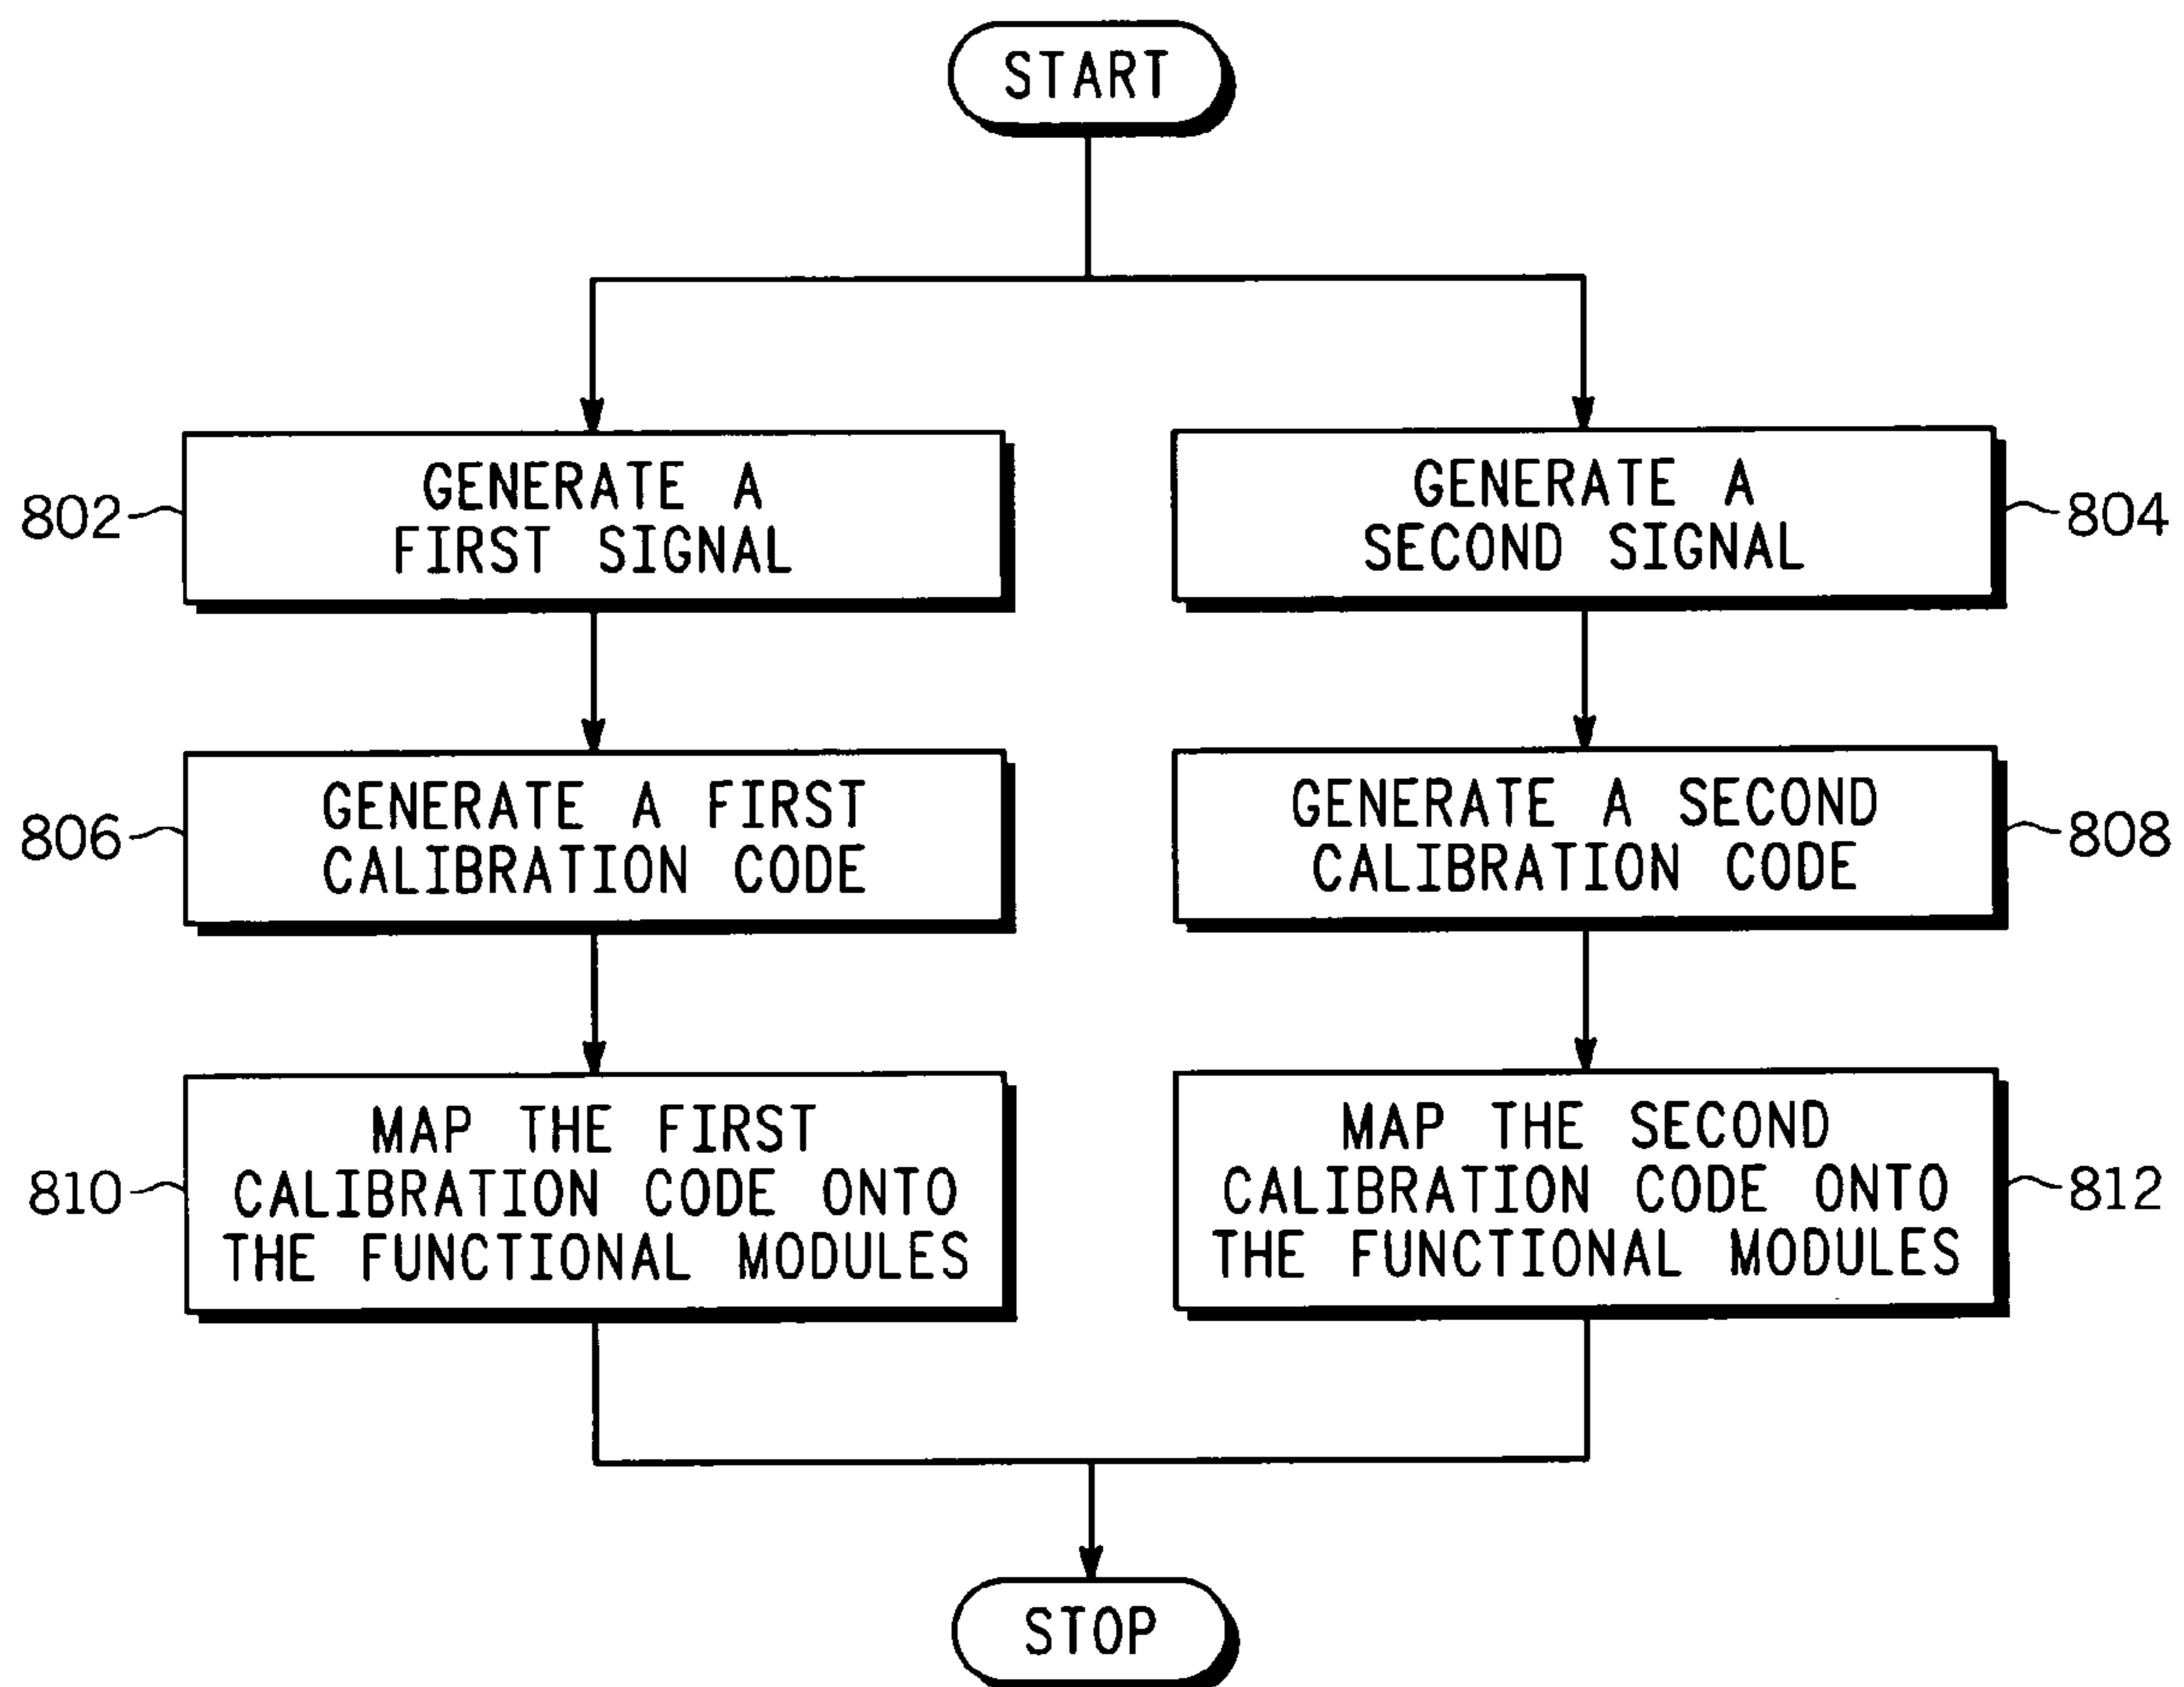 START
GENERATE A
FIRST SIGNAL
802
GENERATE A
SECOND SIGNAL
804
GENERATE A FIRST
CALIBRATION CODE
806
GENERATE A SECOND
CALIBRATION CODE
808
MAP THE FIRST
CALIBRATION CODE ONTO
THE FUNCTIONAL MODULES
810
MAP THE SECOND
CALIBRATION CODE ONTO
THE FUNCTIONAL MODULES
812
STOP